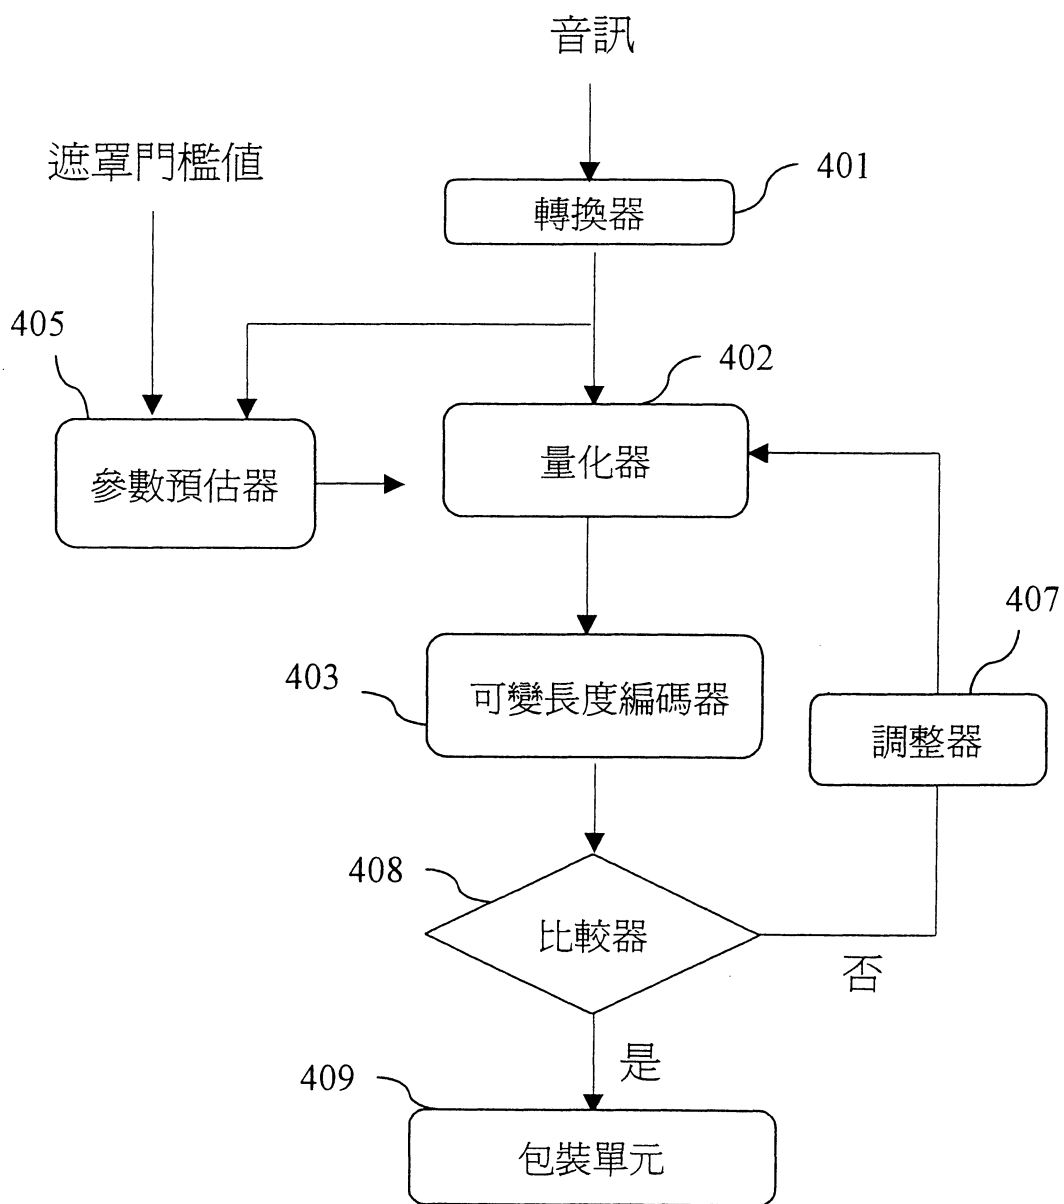 音訊
遮罩門檻值
401
轉換器
405
402
參數預估器
量化器
407
403
可變長度編碼器
調整器
408
比較器
否
是
409
包裝單元